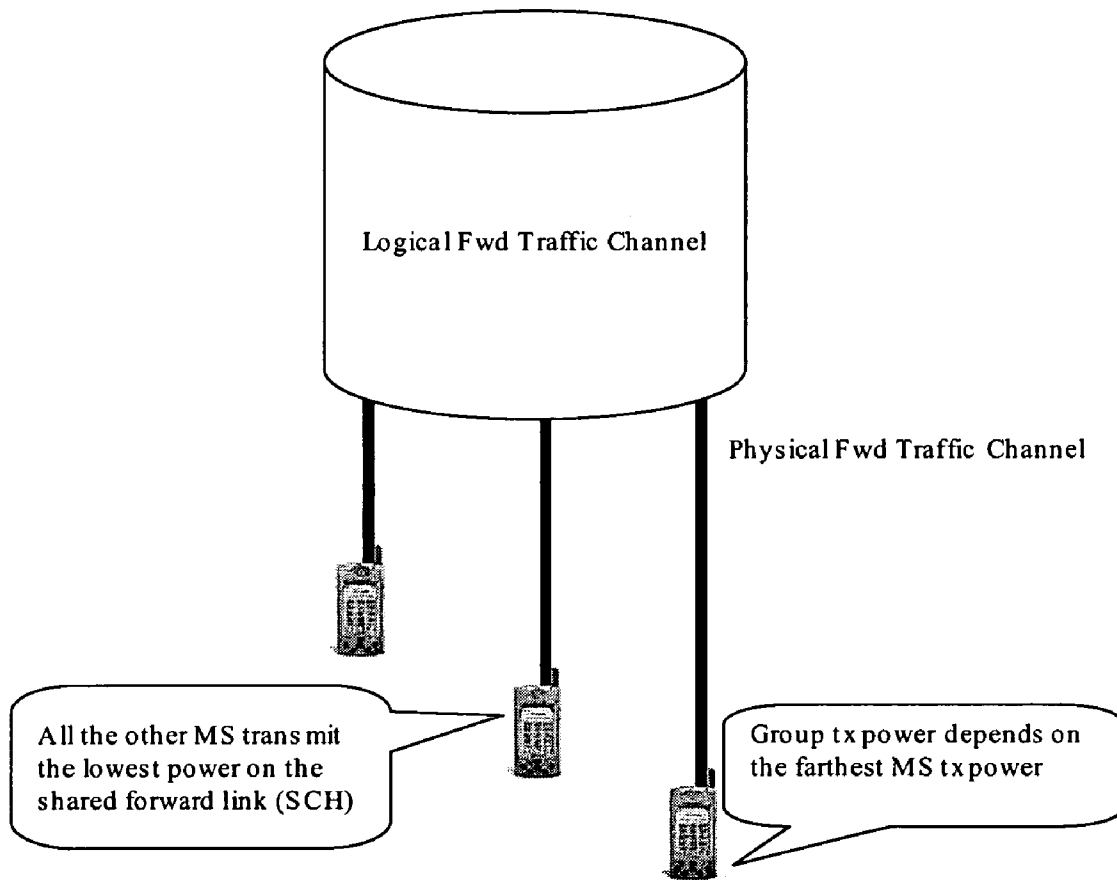 Logical Fwd Traffic Channel
Physical Fwd Traffic Channel
All the other MS transmit
the lowest power on the
shared forward link (SCH)
Group tx power depends on
the farthest MS tx power